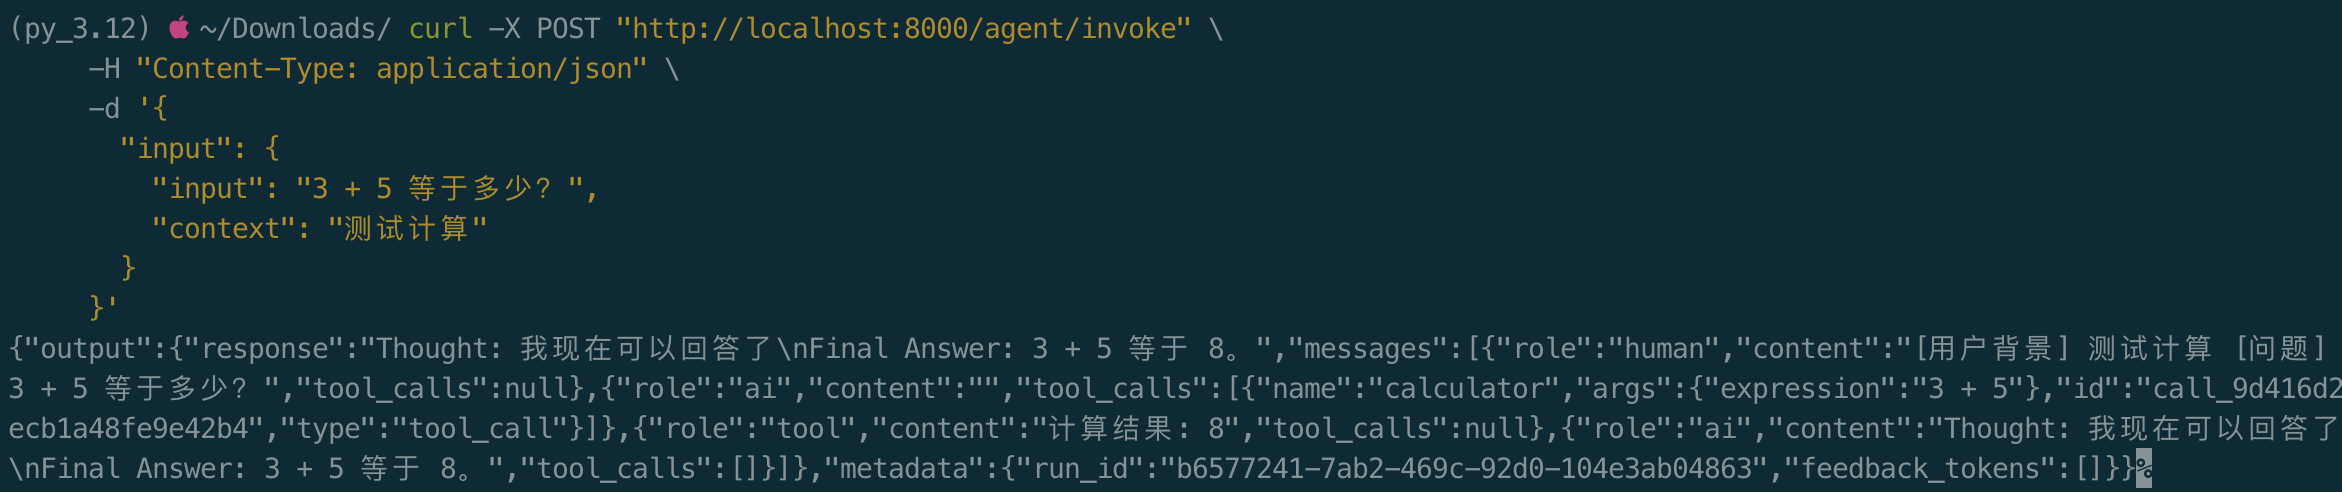 (py_3.12) ~/Downloads/ curl -X POST "http://localhost:8000/agent/invoke" \
-H "Content-Type: application/json" \
-d '{
"input": {
"input": "3 + 5 等于多少？",
"context": "测试计算"
}
}'
{"output":{"response":"Thought: 我现在可以回答了\nFinal Answer: 3 + 5 等于 8。","messages":[{"role":"human","content":"[用户背景] 测试计算 [问题]
3 + 5 等于多少？","tool_calls":null},{"role":"ai","content":"","tool_calls":[{"name":"calculator","args":{"expression":"3 + 5"},"id":"call_9d416d2
ecb1a48fe9e42b4","type":"tool_call"}]},{"role":"tool","content":"计算结果: 8","tool_calls":null},{"role":"ai","content":"Thought: 我现在可以回答了
\nFinal Answer: 3 + 5 等于 8。","tool_calls":[]}]},"metadata":{"run_id":"b6577241-7ab2-469c-92d0-104e3ab04863","feedback_tokens":[]}}%